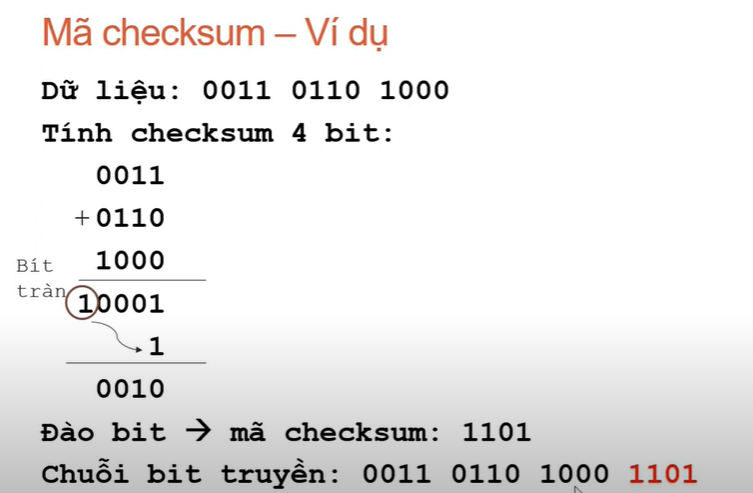 Mã checksum – Ví dụ
Dữ liệu: 0011 0110 1000
Tính checksum 4 bit:
0011
+ 0110
1000
Bít
tràn
10001
1
0010
Đào bit → mã checksum: 1101
Chuỗi bit truyền: 0011 0110 1000 1101